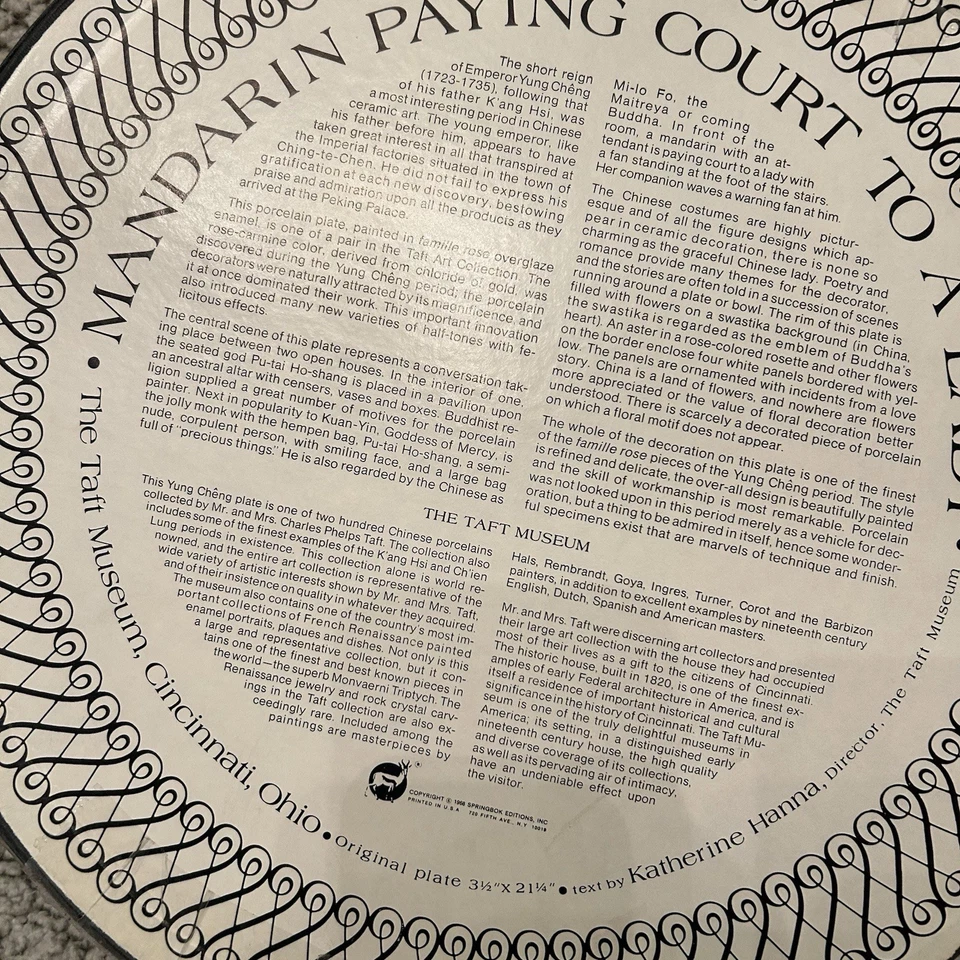 MANDARIN PAYING COURT TO A LADY
The short reign
of Emperor Yung Chêng
(1723-1735), following that
of his father K'ang Hsi, was
a most interesting period in Chinese
ceramic art. The young emperor, like
his father before him, appears to have
taken great interest in all that transpired at
the Imperial factories situated in the town of
Ching-te-Chen. He did not fail to express his
gratification at each new discovery, bestowing
praise and admiration upon all the products as they
arrived at the Peking Palace.
This porcelain plate, painted in famille rose overglaze
enamel, is one of a pair in the Taft Art Collection. The
rose-carmine color, derived from chloride of gold, was
discovered during the Yung Chêng period; the porcelain
decorators were naturally attracted by its magnificence, and
it at once dominated their work. This important innovation
also introduced many new varieties of half-tones with fe-
licitous effects.
The central scene of this plate represents a conversation tak-
ing place between two open houses. In the interior of one,
the seated god Pu-tai Ho-shang is placed in a pavilion upon
an ancestral altar with censers, vases and boxes. Buddhist re-
ligion supplied a great number of motives for the porcelain
painter. Next in popularity to Kuan-Yin, Goddess of Mercy, is
the jolly monk with the hempen bag, Pu-tai Ho-shang, a semi-
nude, corpulent person, with smiling face, and a large bag
full of "precious things." He is also regarded by the Chinese as
Mi-lo Fo, the
Maitreya or coming
Buddha. In front of the
room, a mandarin with an at-
tendant is paying court to a lady with
a fan standing at the foot of the stairs.
Her companion waves a warning fan at him.
The Chinese costumes are highly pictur-
esque and of all the figure designs which ap-
pear in ceramic decoration, there is none so
charming as the graceful Chinese lady. Poetry and
romance provide many themes for the decorator,
and the stories are often told in a succession of scenes
running around a plate or bowl. The rim of this plate is
filled with flowers on a swastika background (in China,
the swastika is regarded as the emblem of Buddha's
heart). An aster in a rose-colored rosette and other flowers
on the border enclose four white panels bordered with yel-
low. The panels are ornamented with incidents from a love
story. China is a land of flowers, and nowhere are flowers
more appreciated or the value of floral decoration better
understood. There is scarcely a decorated piece of porcelain
on which a floral motif does not appear.
The whole of the decoration on this plate is one of the finest
of the famille rose pieces of the Yung Chêng period. The style
is refined and delicate, the over-all design is beautifully painted
and the skill of workmanship is most remarkable. Porcelain
was not looked upon in this period merely as a vehicle for dec-
oration, but a thing to be admired in itself, hence some wonder-
ful specimens exist that are marvels of technique and finish.
THE TAFT MUSEUM
This Yung Chêng plate is one of two hundred Chinese porcelains
collected by Mr. and Mrs. Charles Phelps Taft. The collection also
includes some of the finest examples of the K'ang Hsi and Ch'ien
Lung periods in existence. This collection alone is world re-
nowned, and the entire art collection is representative of the
wide variety of artistic interests shown by Mr. and Mrs. Taft,
and of their insistence on quality in whatever they acquired.
The museum also contains one of the country's most im-
portant collections of French Renaissance painted
enamel portraits, plaques and dishes. Not only is this
a large and representative collection, but it con-
tains one of the finest and best known pieces in
the world—the superb Monvaerni Triptych. The
Renaissance jewelry and rock crystal carv-
ings in the Taft collection are also ex-
ceedingly rare. Included among the
paintings are masterpieces by
Hals, Rembrandt, Goya, Ingres, Turner, Corot and the Barbizon
painters, in addition to excellent examples by nineteenth century
English, Dutch, Spanish and American masters.
Mr. and Mrs. Taft were discerning art collectors and presented
their large art collection with the house they had occupied
most of their lives as a gift to the citizens of Cincinnati.
The historic house, built in 1820, is one of the finest ex-
amples of early Federal architecture in America, and is
itself a residence of important historical and cultural
significance in the history of Cincinnati. The Taft Mu-
seum is one of the truly delightful museums in
America; its setting, in a distinguished early
nineteenth century house, the high quality
and diverse coverage of its collections,
as well as its pervading air of intimacy,
have an undeniable effect upon
the visitor.
COPYRIGHT © 1968 SPRINGBOK EDITIONS, INC
PRINTED IN U.S.A 729 FIFTH AVE., N.Y 10019
• The Taft Museum, Cincinnati, Ohio • Original plate 3½"X 21¼" • text by Katherine Hanna, Director, The Taft Museum •